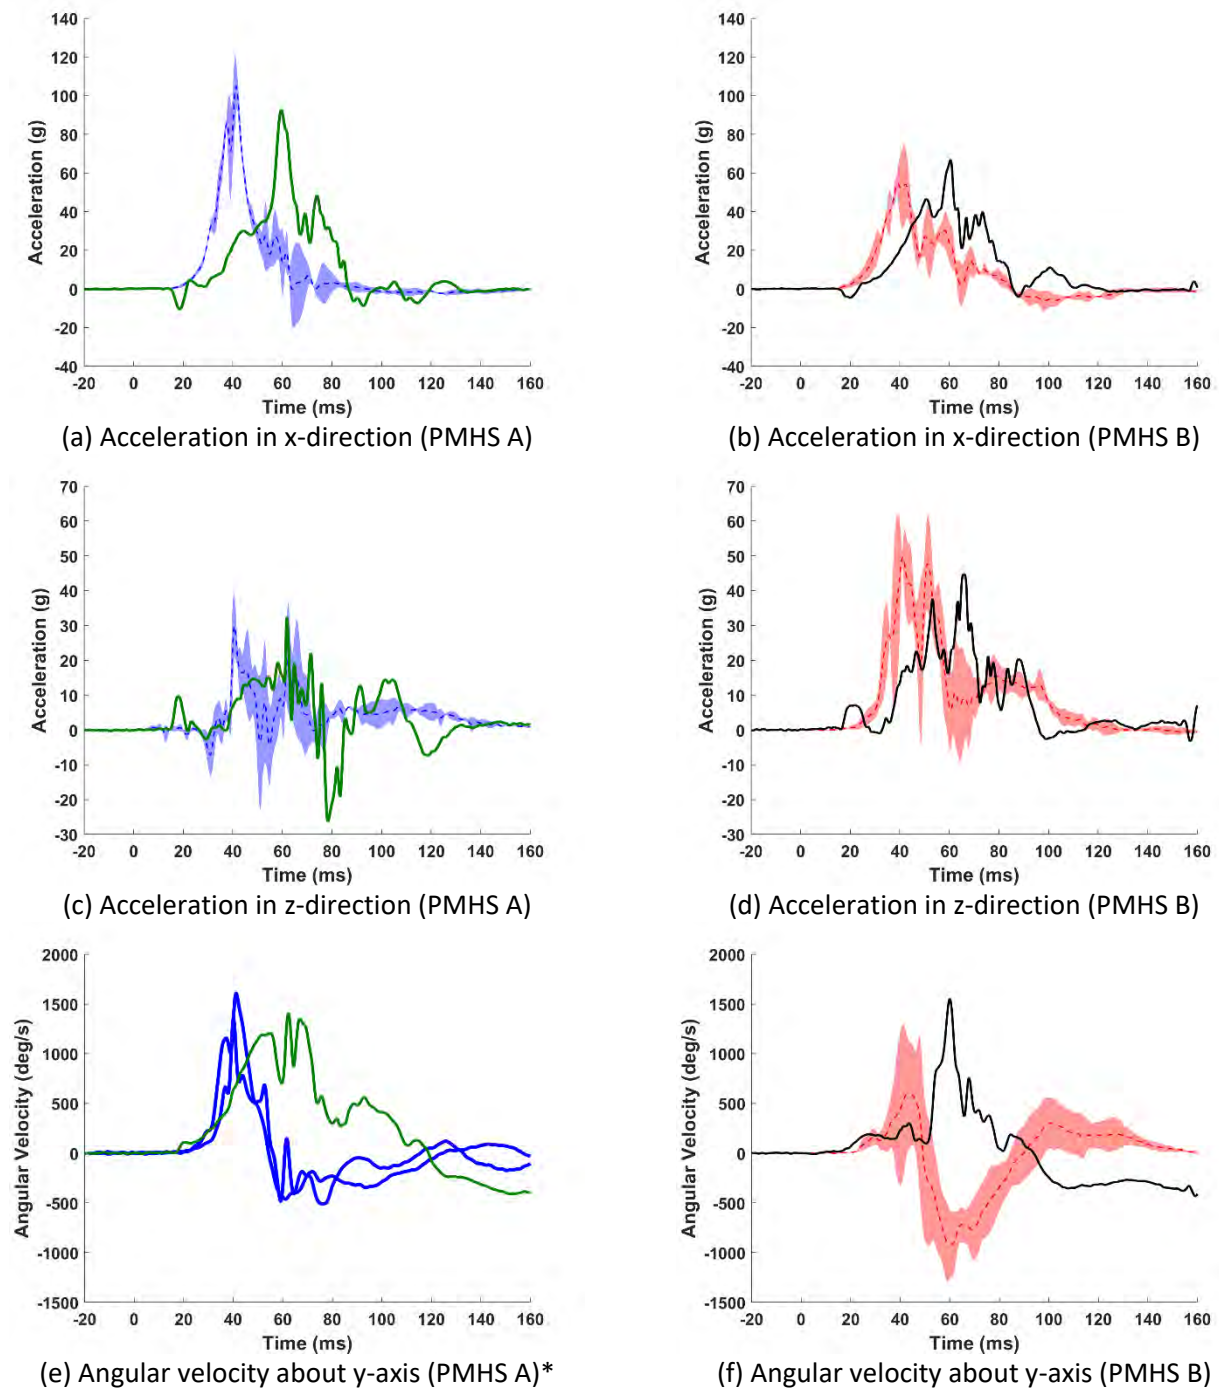 140
120
100
80
60
40
20
0
-20
-40
Acceleration (g)
-20 0 20 40 60 80 100 120 140 160
Time (ms)
(a) Acceleration in x-direction (PMHS A)
140
120
100
80
60
40
20
0
-20
-40
Acceleration (g)
-20 0 20 40 60 80 100 120 140 160
Time (ms)
(b) Acceleration in x-direction (PMHS B)
70
60
50
40
30
20
10
0
-10
-20
-30
Acceleration (g)
-20 0 20 40 60 80 100 120 140 160
Time (ms)
(c) Acceleration in z-direction (PMHS A)
70
60
50
40
30
20
10
0
-10
-20
-30
Acceleration (g)
-20 0 20 40 60 80 100 120 140 160
Time (ms)
(d) Acceleration in z-direction (PMHS B)
2000
1500
1000
500
0
-500
-1000
-1500
Angular Velocity (deg/s)
-20 0 20 40 60 80 100 120 140 160
Time (ms)
(e) Angular velocity about y-axis (PMHS A)*
2000
1500
1000
500
0
-500
-1000
-1500
Angular Velocity (deg/s)
-20 0 20 40 60 80 100 120 140 160
Time (ms)
(f) Angular velocity about y-axis (PMHS B)